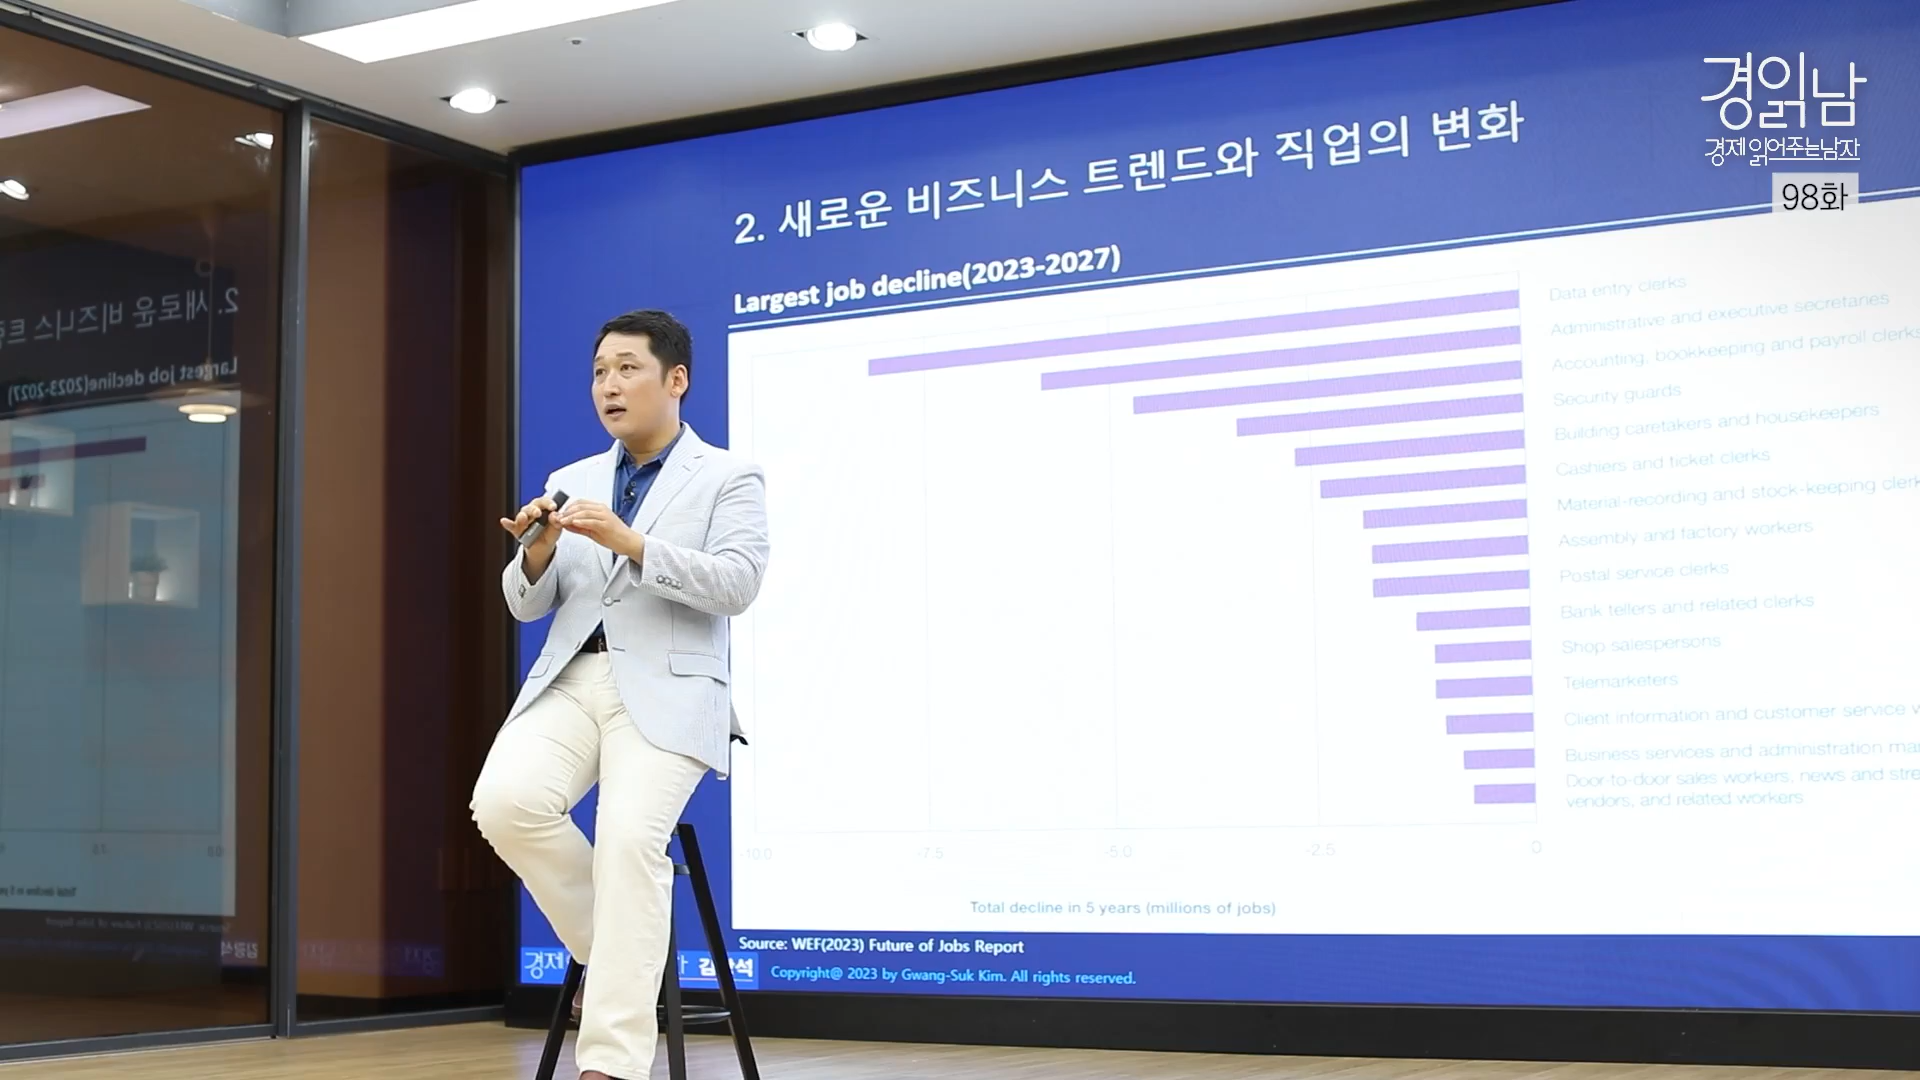 경읽남
경제 읽어주는남자
98화
2. 새로운 비즈니스 트렌드와 직업의 변화
Largest job decline(2023-2027)
Data entry clerks
Administrative and executive secretaries
Accounting, bookkeeping and payroll clerks
Security guards
Building caretakers and housekeepers
Cashiers and ticket clerks
Material-recording and stock-keeping
Assembly and factory workers
Postal service clerks
Bank tellers and related clerks
Shop salespersons
Telemarketers
Client information and customer service
Business services and administration
Door-to-door sales workers, news and
vendors, and related workers
-10.0 -7.5 -5.0 -2.5 0
Total decline in 5 years (millions of jobs)
Source: WEF(2023) Future of Jobs Report
Copyright@ 2023 by Gwang-Suk Kim. All rights reserved.